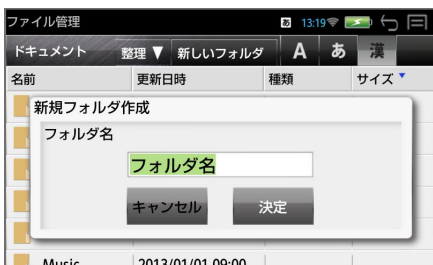 ファイル管理 13:19
ドキュメント 整理 ▼ 新しいフォルダ A あ 漢
名前 更新日時 種類 サイズ ▼
新規フォルダ作成
フォルダ名
フォルダ名
キャンセル 決定
Music 2013/01/01 09:00